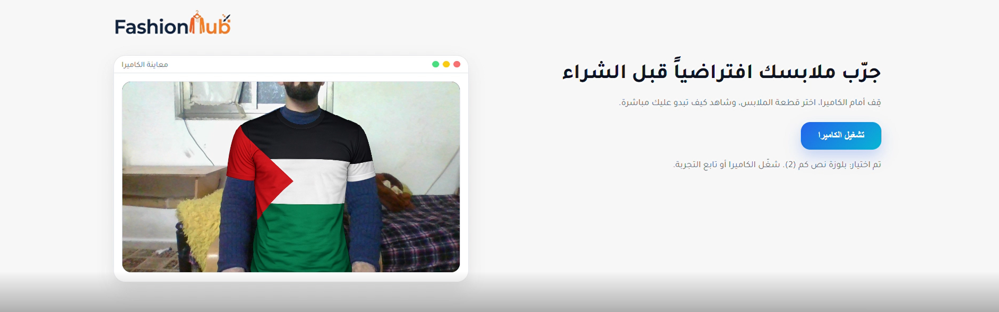 FashionHub
جرّب ملابسك افتراضياً قبل الشراء
قِف أمام الكاميرا، اختر قطعة الملابس، وشاهد كيف تبدو عليك مباشرة.
تشغيل الكاميرا
تم اختيار: بلوزة نص كم (2). شغّل الكاميرا أو تابع التجربة.
معاينة الكاميرا